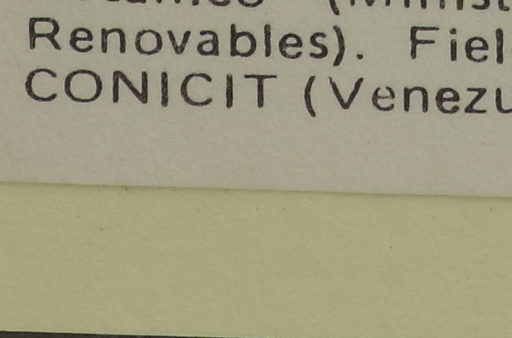 Renovables). Fiel
CONICIT (Venezu